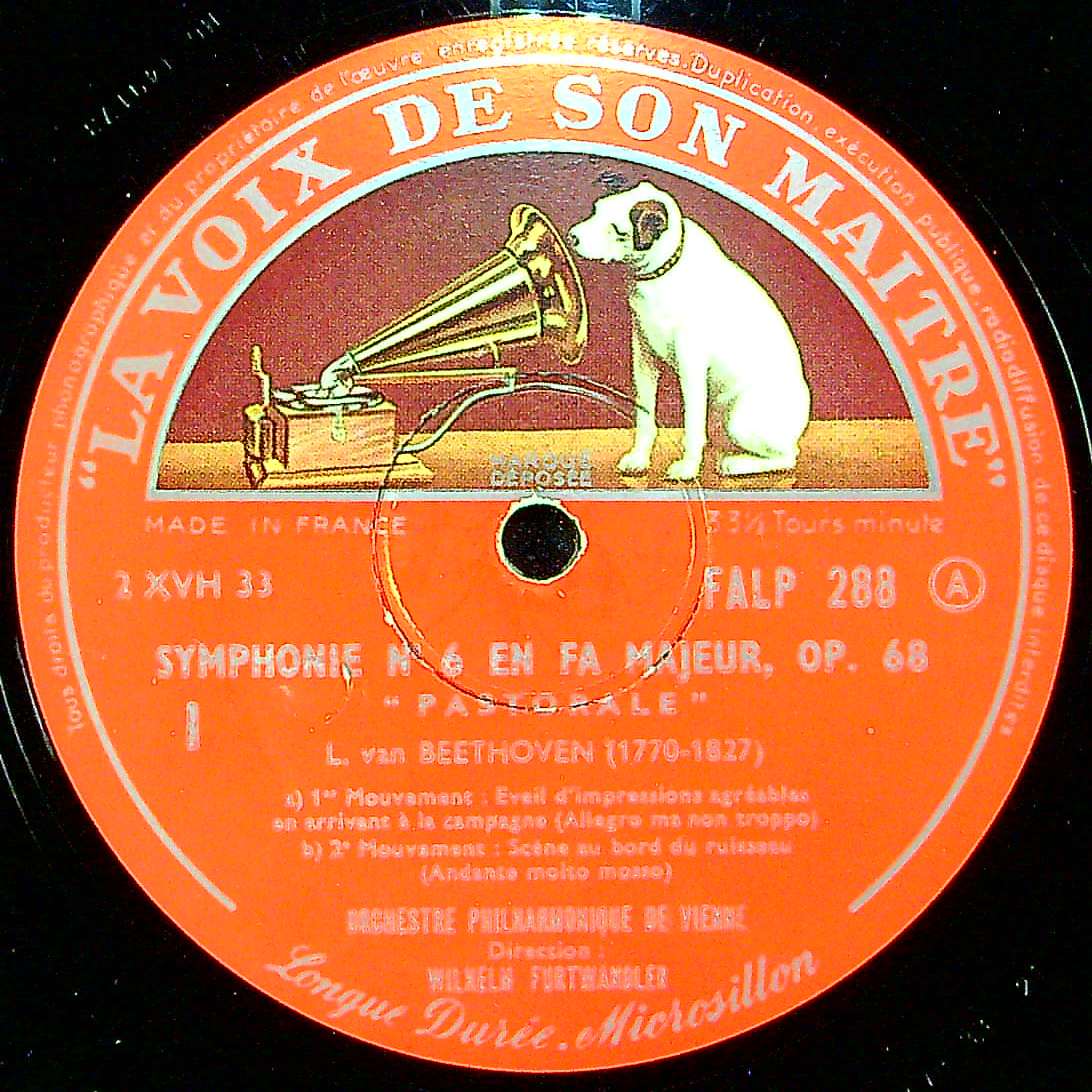 Tous droits du producteur phonographique et du propriétaire de l'œuvre enregistrée réservés. Duplication, exécution publique, radiodiffusion de ce disque interdites
“LA VOIX DE SON MAITRE”
MARQUE
DÉPOSÉE
MADE IN FRANCE
33⅓ Tours minute
2 XVH 33
FALP 288 A
SYMPHONIE N° 6 EN FA MAJEUR, OP. 68
“PASTORALE”
I
L. van BEETHOVEN (1770-1827)
a) 1er Mouvement : Eveil d'impressions agréables
en arrivant à la campagne (Allegro ma non troppo)
b) 2e Mouvement : Scène au bord du ruisseau
(Andante molto mosso)
ORCHESTRE PHILHARMONIQUE DE VIENNE
Direction :
WILHELM FURTWÄNGLER
Longue Durée. Microsillon